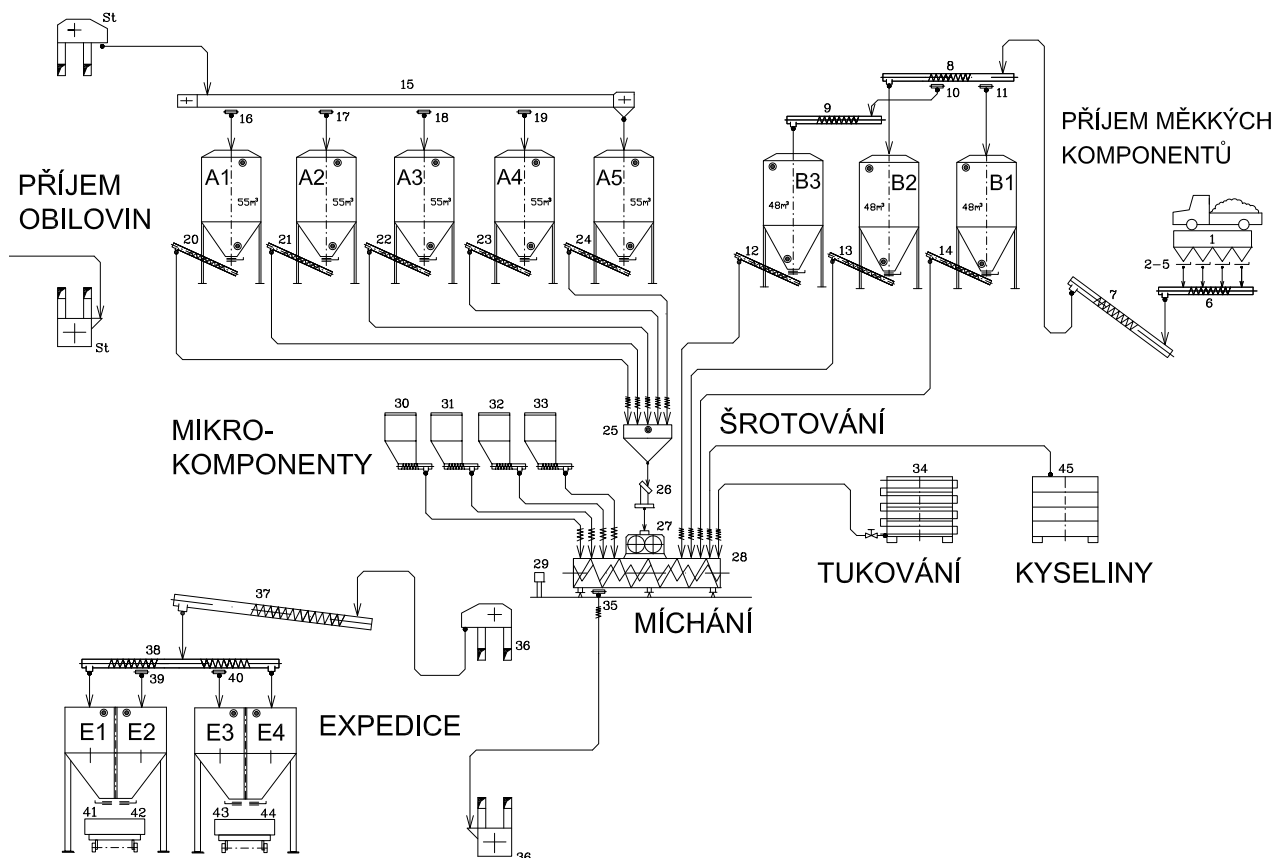 St
15
16
17
18
19
A1
A2
A3
A4
A5
55m³
55m³
55m³
55m³
55m³
20
21
22
23
24
PŘÍJEM
OBILOVIN
St
8
9
10
11
B3
B2
B1
48m³
48m³
48m³
12
13
14
PŘÍJEM MĚKKÝCH
KOMPONENTŮ
1
2-5
6
7
MIKRO-
KOMPONENTY
30
31
32
33
25
26
27
28
29
35
ŠROTOVÁNÍ
34
45
TUKOVÁNÍ
KYSELINY
MÍCHÁNÍ
37
36
38
39
40
E1
E2
E3
E4
EXPEDICE
41
42
43
44
36